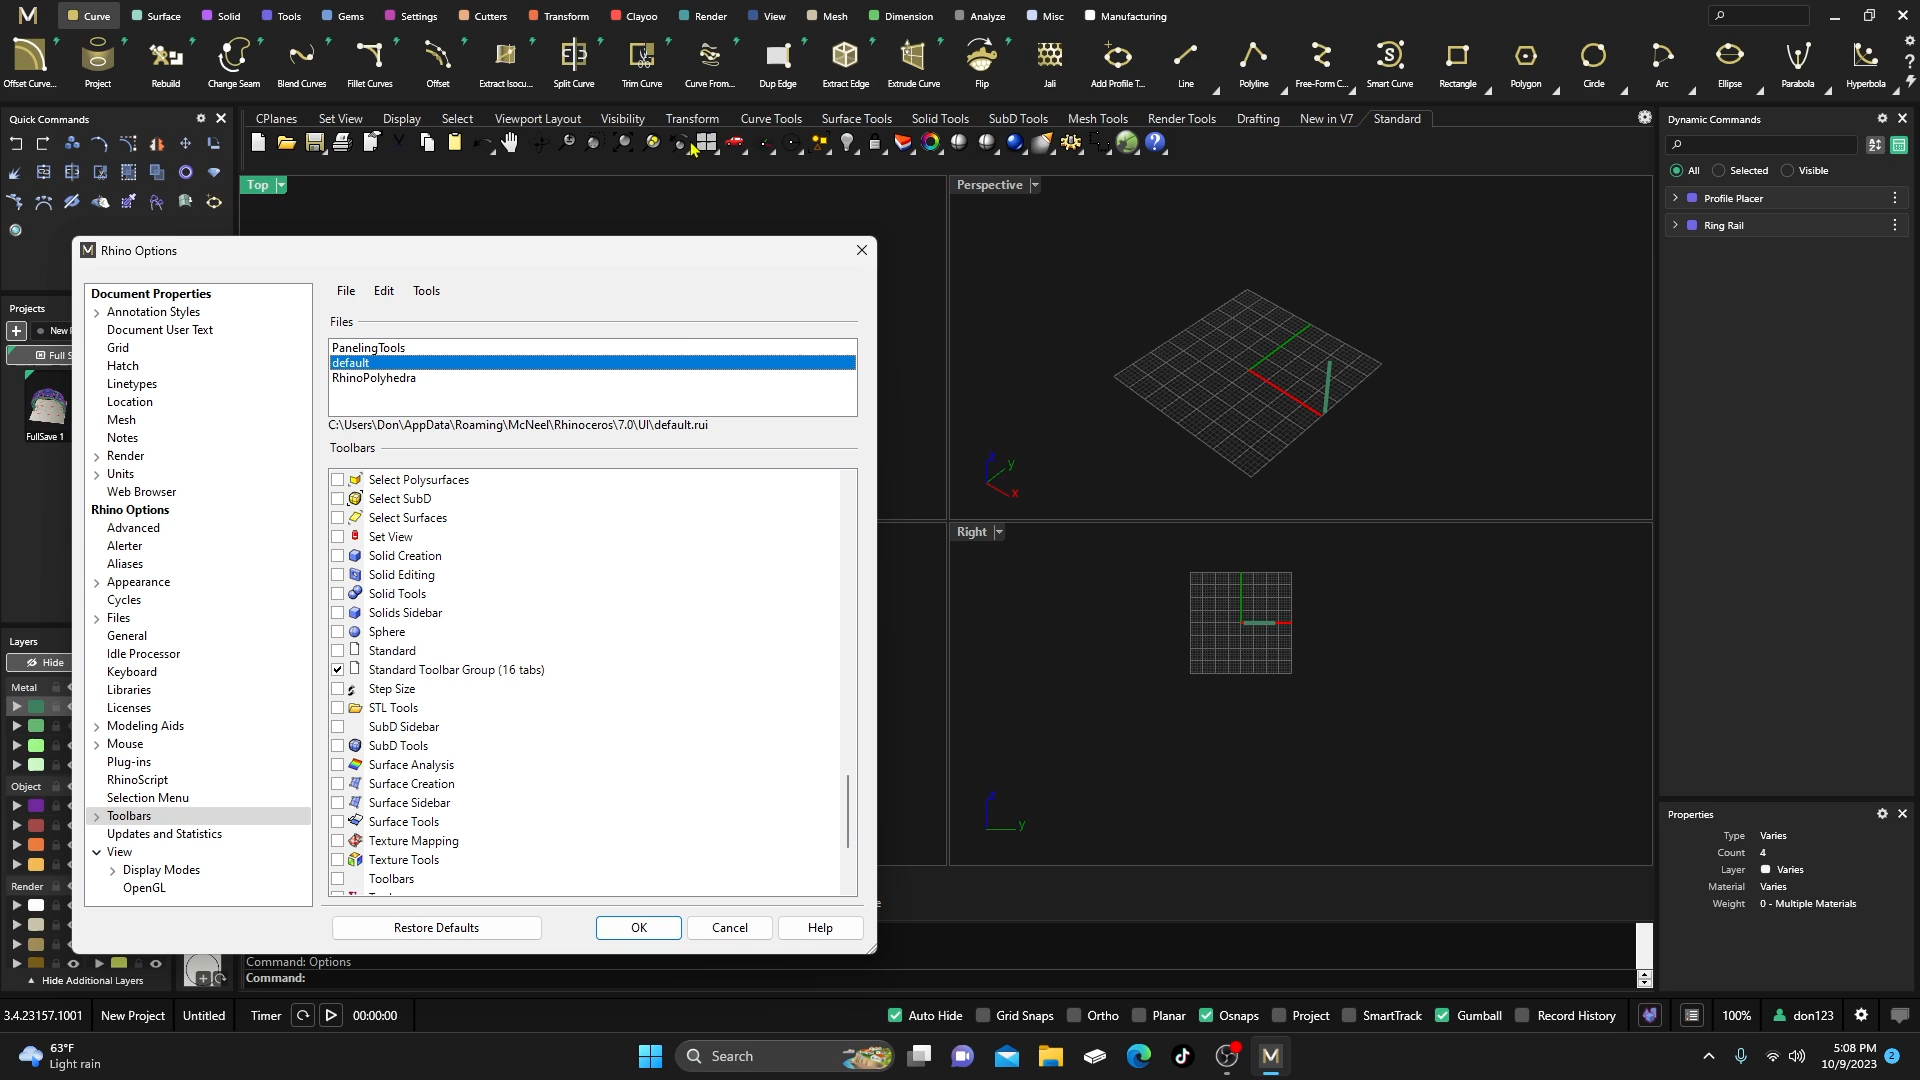 Curve Surface Solid Tools Gems Settings Cutters Transform Clayoo Render View Mesh Dimension Analyze Misc Manufacturing
Offset Curve... Project Rebuild Change Seam Blend Curves Fillet Curves Offset Extract Isocu... Split Curve Trim Curve Curve From... Dup Edge Extract Edge Extrude Curve Flip Jali Add Profile T... Line Polyline Free-Form C... Smart Curve Rectangle Polygon Circle Arc Ellipse Parabola Hyperbola
Quick Commands
CPlanes Set View Display Select Viewport Layout Visibility Transform Curve Tools Surface Tools Solid Tools SubD Tools Mesh Tools Render Tools Drafting New in V7 Standard
Dynamic Commands
All Selected Visible
Profile Placer
Ring Rail
Top
Perspective
Right
Projects
New
Full S
FullSave 1
Layers
Hide
Metal
Object
Render
Hide Additional Layers
Rhino Options
Document Properties
Annotation Styles
Document User Text
Grid
Hatch
Linetypes
Location
Mesh
Notes
Render
Units
Web Browser
Rhino Options
Advanced
Alerter
Aliases
Appearance
Cycles
Files
General
Idle Processor
Keyboard
Libraries
Licenses
Modeling Aids
Mouse
Plug-ins
RhinoScript
Selection Menu
Toolbars
Updates and Statistics
View
Display Modes
OpenGL
File Edit Tools
Files
PanelingTools
default
RhinoPolyhedra
C:\Users\Don\AppData\Roaming\McNeel\Rhinoceros\7.0\UI\default.rui
Toolbars
Select Polysurfaces
Select SubD
Select Surfaces
Set View
Solid Creation
Solid Editing
Solid Tools
Solids Sidebar
Sphere
Standard
Standard Toolbar Group (16 tabs)
Step Size
STL Tools
SubD Sidebar
SubD Tools
Surface Analysis
Surface Creation
Surface Sidebar
Surface Tools
Texture Mapping
Texture Tools
Toolbars
Restore Defaults OK Cancel Help
y
x
y
Properties
Type Varies
Count 4
Layer Varies
Material Varies
Weight 0 - Multiple Materials
Command: Options
Command:
3.4.23157.1001 New Project Untitled Timer 00:00:00 Auto Hide Grid Snaps Ortho Planar Osnaps Project SmartTrack Gumball Record History 100% don123
63°F
Light rain
Search
5:08 PM
10/9/2023
2